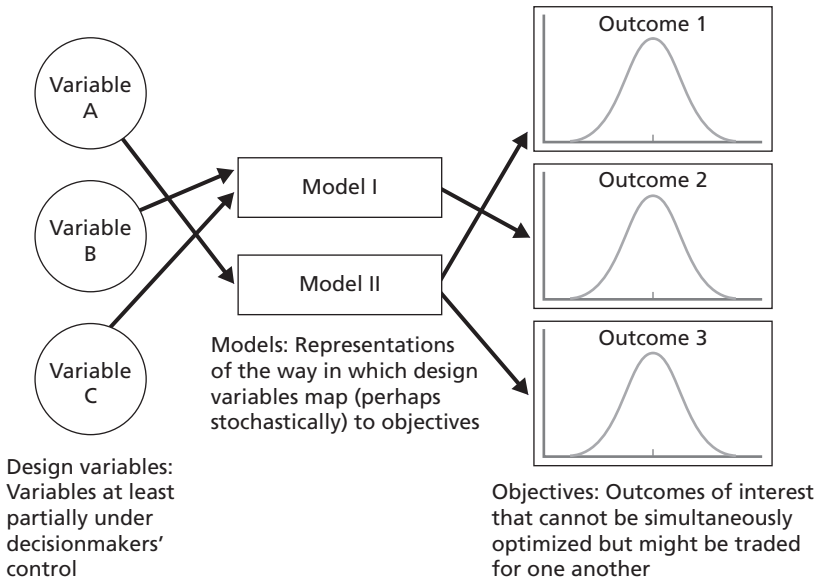 Variable
A
Variable
B
Variable
C
Design variables:
Variables at least
partially under
decisionmakers'
control
Model I
Model II
Models: Representations
of the way in which design
variables map (perhaps
stochastically) to objectives
Outcome 1
Outcome 2
Outcome 3
Objectives: Outcomes of interest
that cannot be simultaneously
optimized but might be traded
for one another